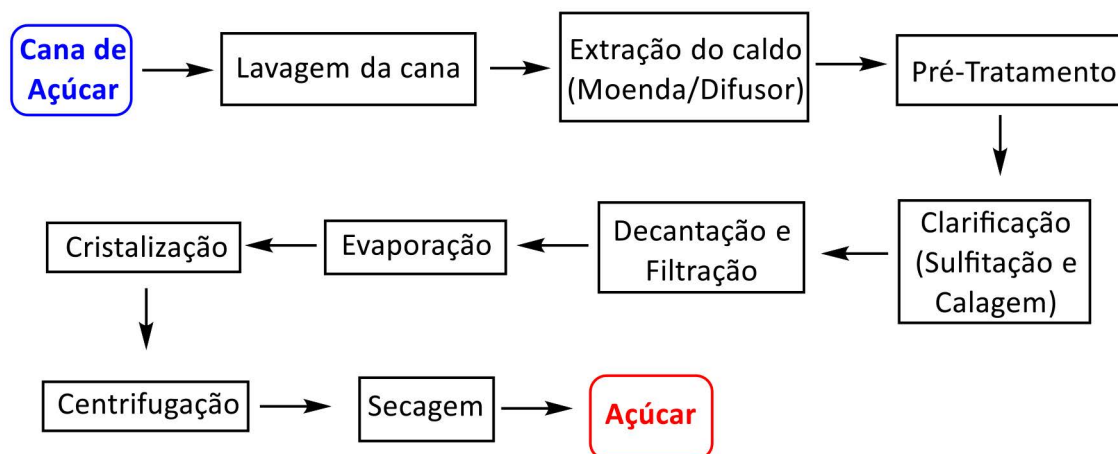 Cana de
Açúcar
Lavagem da cana
Extração do caldo
(Moenda/Difusor)
Pré-Tratamento
Clarificação
(Sulfitação e
Calagem)
Decantação e
Filtração
Evaporação
Cristalização
Centrifugação
Secagem
Açúcar